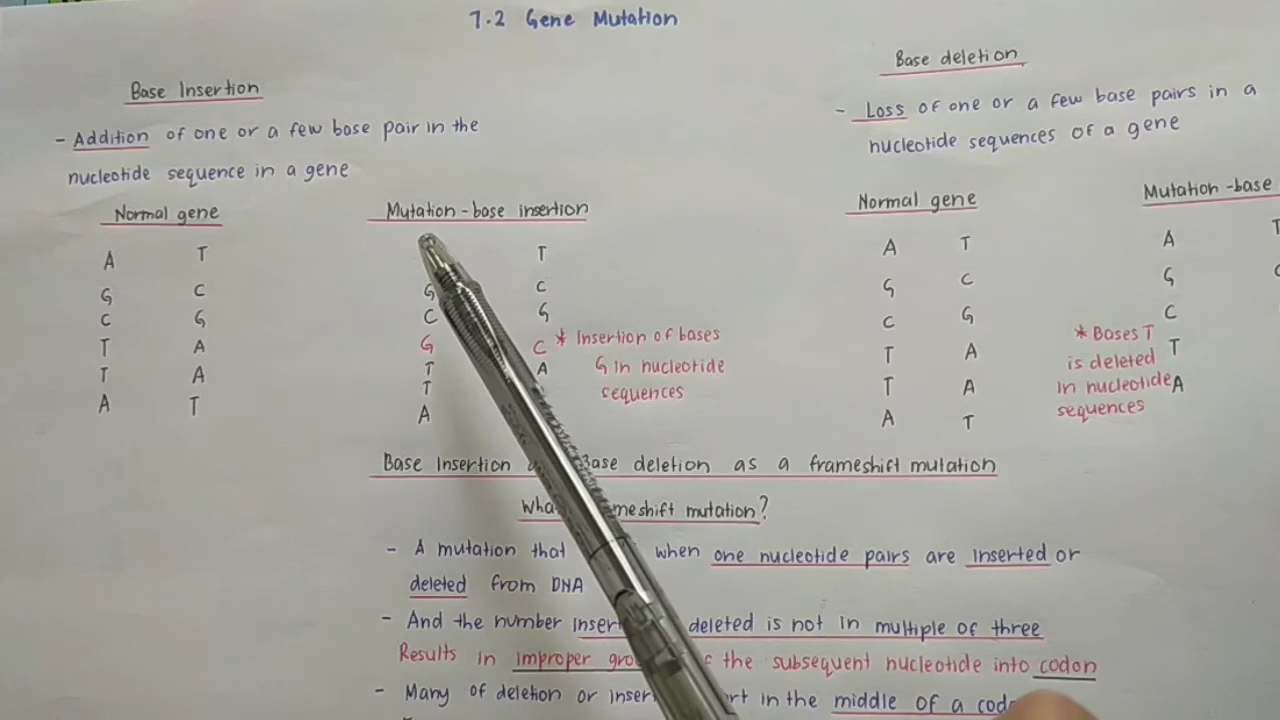 7.2 Gene Mutation
Base Insertion
- Addition of one or a few base pair in the
nucleotide sequence in a gene
Normal gene
A T
G C
C G
T A
T A
A T
Mutation-base insertion
T
G C
C G
G C
T A
T
A
* Insertion of bases
G in nucleotide
sequences
Base deletion
- Loss of one or a few base pairs in a
nucleotide sequences of a gene
Normal gene
A T
G C
C G
T A
T A
A T
Mutation-base
A T
G
C
T
A
* Bases T
is deleted
in nucleotide
sequences
Base Insertion Base deletion as a frameshift mutation
mutation?
- A mutation that when one nucleotide pairs are inserted or
deleted from DNA
- And the number deleted is not in multiple of three
Results in improper the subsequent nucleotide into codon
- Many of deletion or in the middle of a